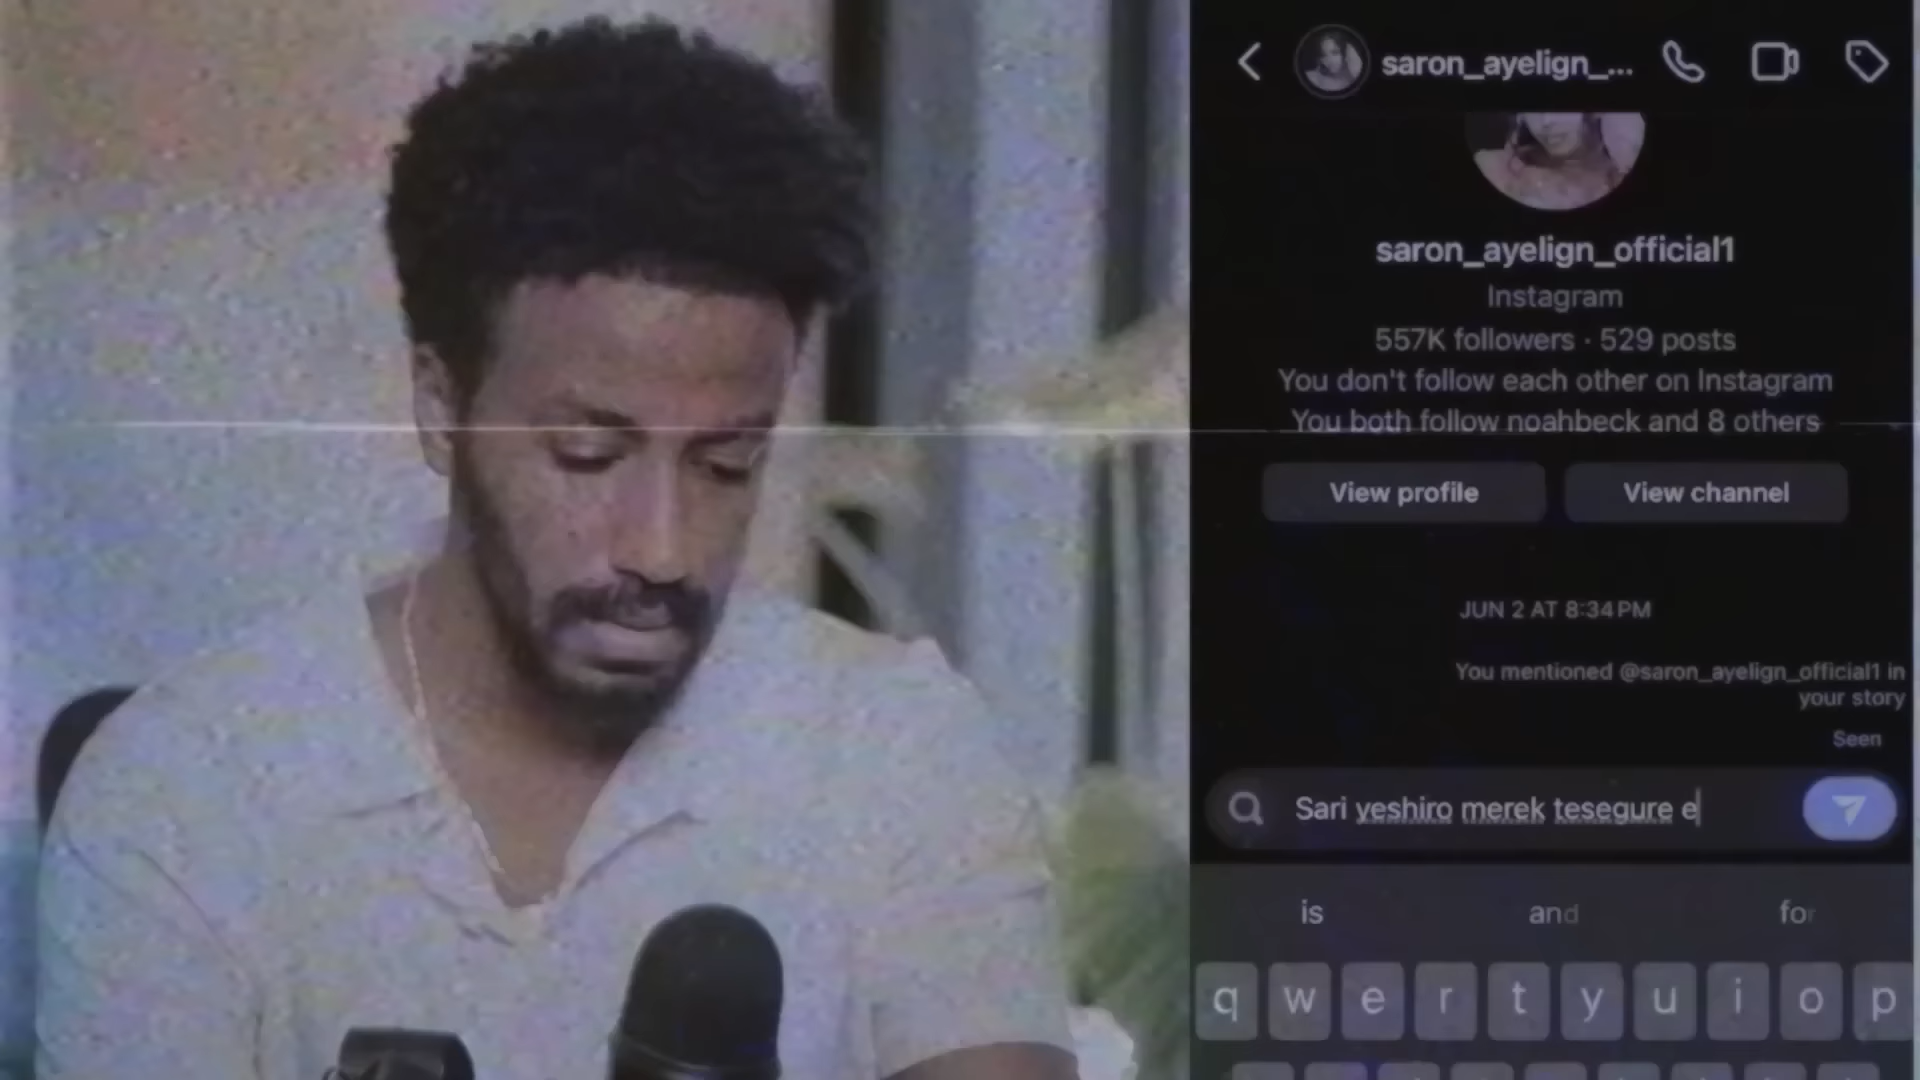 saron_ayelign_...
saron_ayelign_official1
Instagram
557K followers · 529 posts
You don't follow each other on Instagram
You both follow noahbeck and 8 others
View profile
View channel
JUN 2 AT 8:34 PM
You mentioned @saron_ayelign_official1 in
your story
Seen
Sari yeshiro merek tesegure e
is and for
q w e r t y u i o p